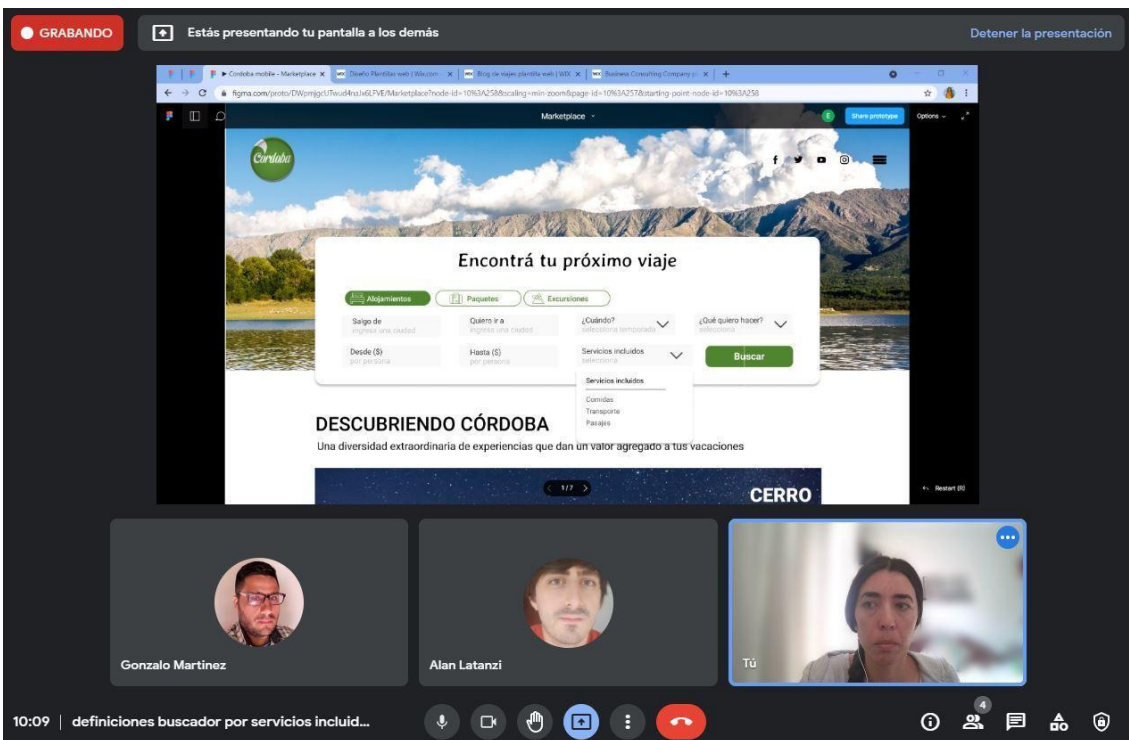 GRABANDO
Estás presentando tu pantalla a los demás
Detener la presentación
Cordoba mobile - Marketplace
Diseño Plantillas web | Wix.com
Blog de viajes plantilla web | WIX
Business Consulting Company
Marketplace
E
Share prototype
Options
Cordoba
Encontrá tu próximo viaje
Alojamientos
Paquetes
Excursiones
Salgo de
ingresa una ciudad
Quiero ir a
ingresa una ciudad
¿Cuándo?
selecciona temporada
¿Qué quiero hacer?
selecciona
Desde ($)
por persona
Hasta ($)
por persona
Servicios incluidos
selecciona
Buscar
Servicios incluidos
Comidas
Transporte
Pasajes
DESCUBRIENDO CÓRDOBA
Una diversidad extraordinaria de experiencias que dan un valor agregado a tus vacaciones
1/7
CERRO
Restart (R)
Gonzalo Martinez
Alan Latanzi
Tú
10:09 | definiciones buscador por servicios incluid...
4